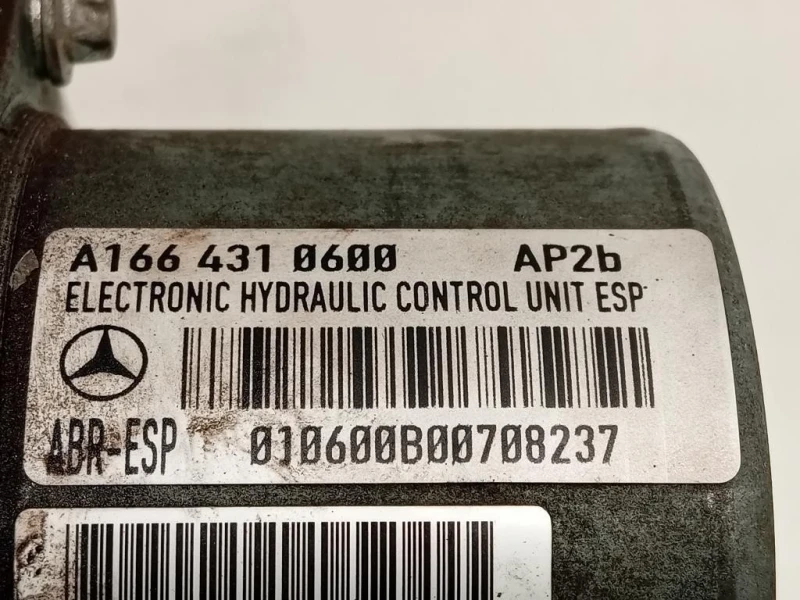 A166 431 0600 AP2b
ELECTRONIC HYDRAULIC CONTROL UNIT ESP
ABR-ESP 010600B00708237